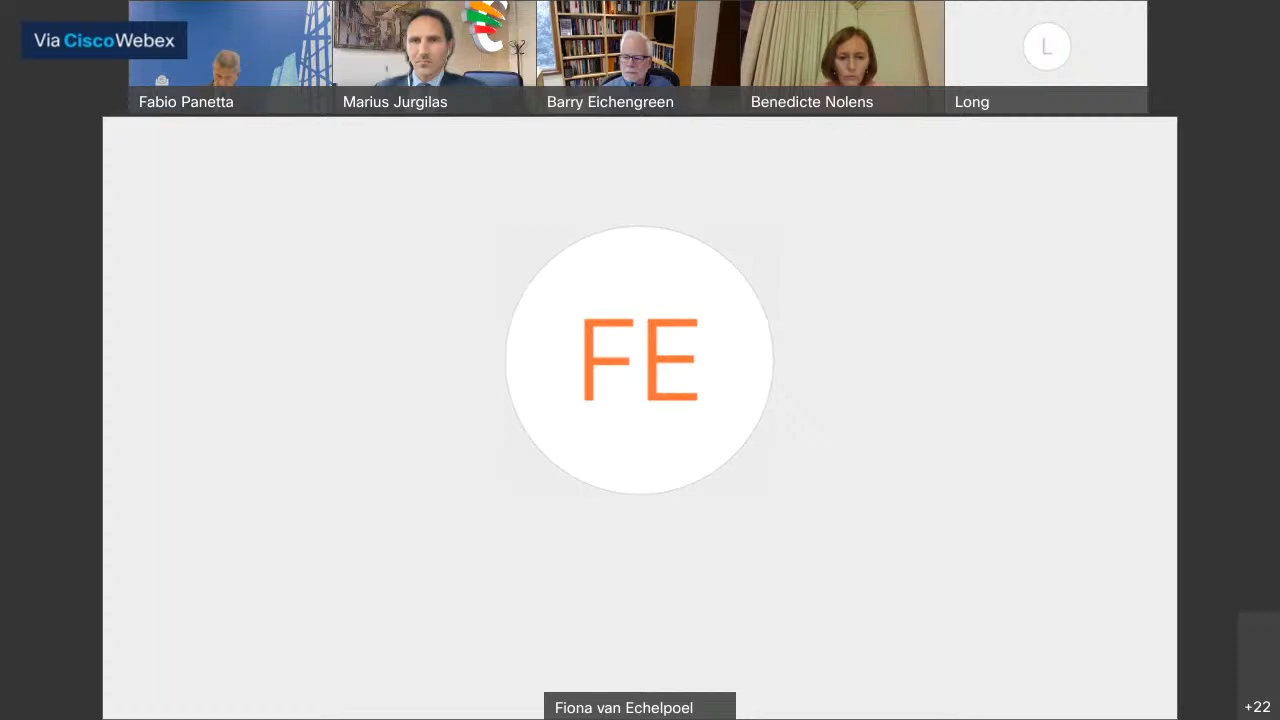 Via CiscoWebex
Fabio Panetta
Marius Jurgilas
Barry Eichengreen
Benedicte Nolens
L
Long
FE
Fiona van Echelpoel
+22